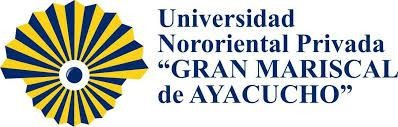 Universidad
Nororiental Privada
“GRAN MARISCAL
de AYACUCHO”